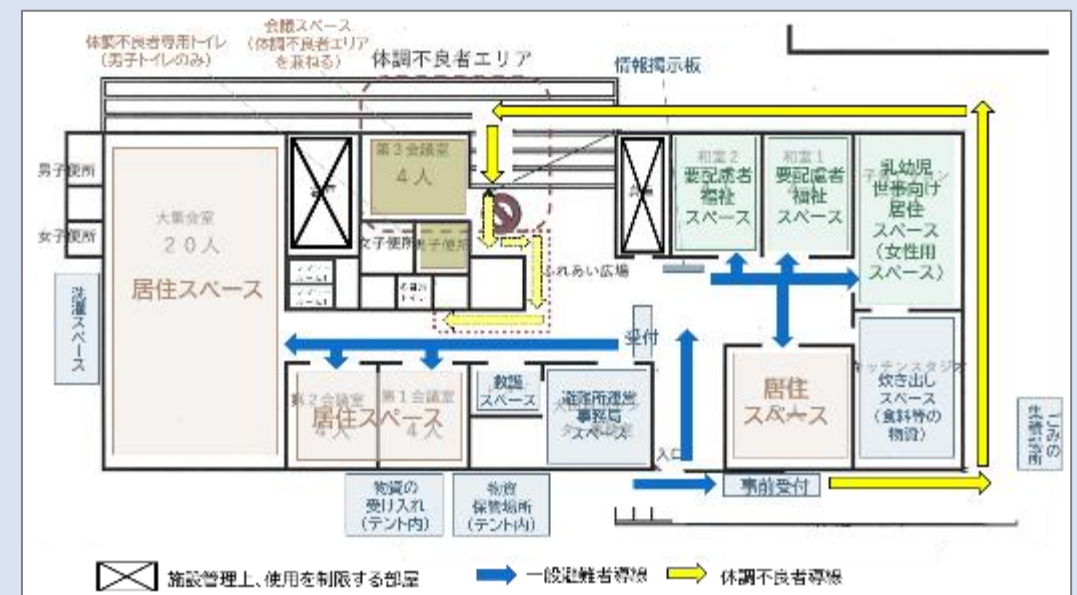 体調不良者専用トイレ
（男子トイレのみ）
会議スペース
（体調不良者エリア
を兼ねる）
体調不良者エリア
情報掲示板
男子便所
女子便所
大集会室
20人
居住スペース
洗濯スペース
第3会議室
4人
女子便所
男子便所
ふれあい広場
和室2
要配慮者
福祉
スペース
和室1
要配慮者
福祉
スペース
乳幼児
世帯向け
居住
スペース
（女性用
スペース）
受付
第2会議室
4人
第1会議室
4人
居住スペース
救護
スペース
避難所運営
事務局
スペース
入口
居住
スペース
キッチンスタジオ
炊き出し
スペース
（食料等の
物資）
ごみの
物資の
受け入れ
（テント内）
物資
保管場所
（テント内）
事前受付
施設管理上、使用を制限する部屋
一般避難者導線
体調不良者導線